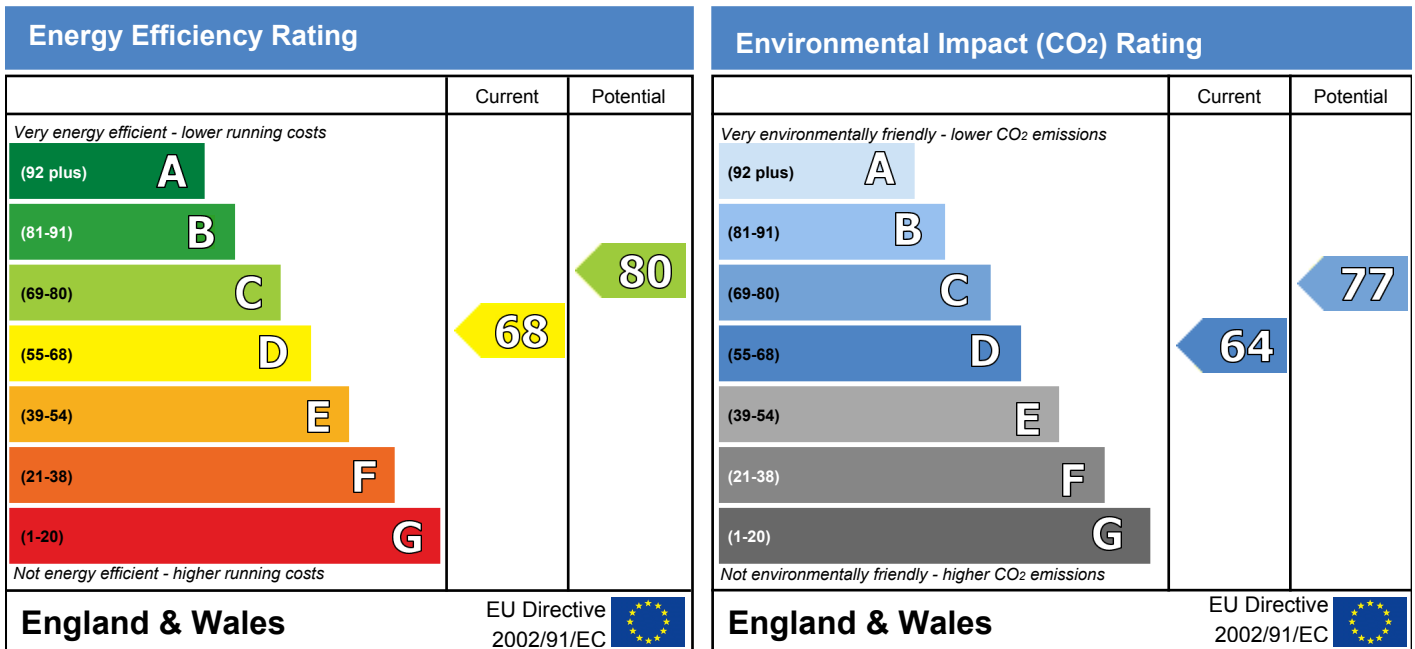 Energy Efficiency Rating
Current Potential
Very energy efficient - lower running costs
(92 plus) A
(81-91) B
(69-80) C
(55-68) D
(39-54) E
(21-38) F
(1-20) G
80
68
Not energy efficient - higher running costs
England & Wales
EU Directive
2002/91/EC
Environmental Impact (CO2) Rating
Current Potential
Very environmentally friendly - lower CO2 emissions
(92 plus) A
(81-91) B
(69-80) C
(55-68) D
(39-54) E
(21-38) F
(1-20) G
77
64
Not environmentally friendly - higher CO2 emissions
England & Wales
EU Directive
2002/91/EC